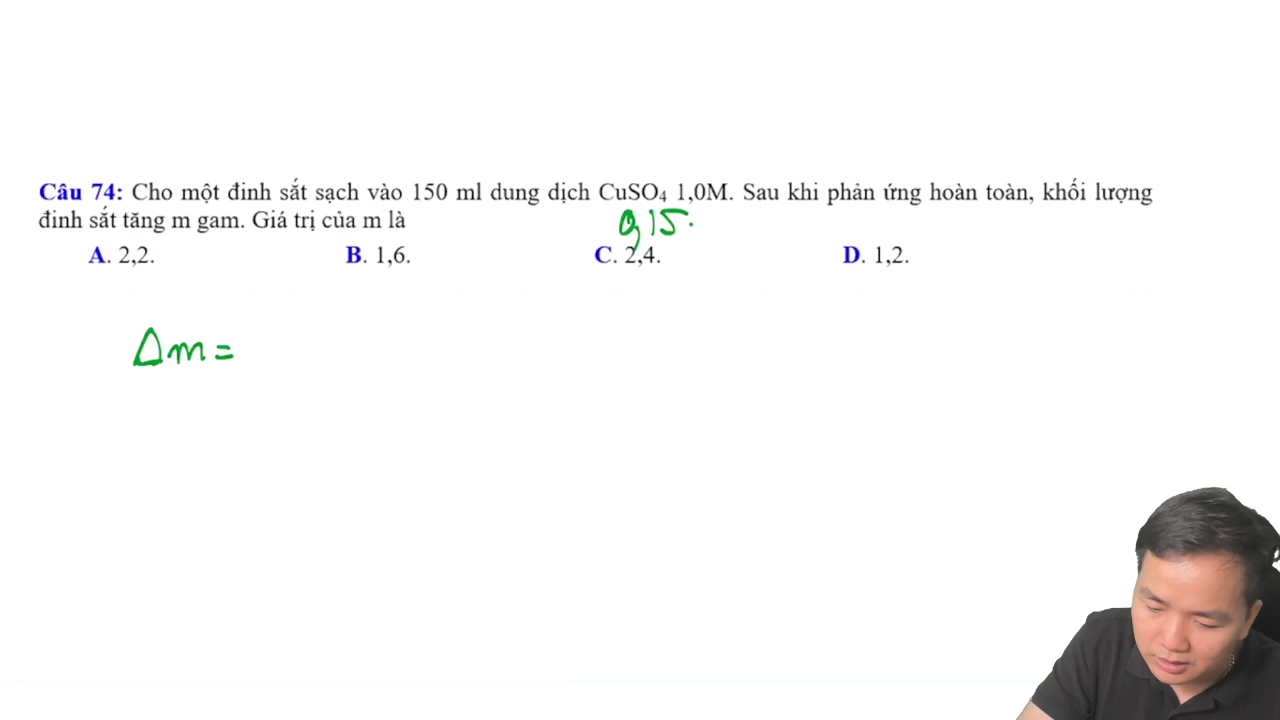 Câu 74: Cho một đinh sắt sạch vào 150 ml dung dịch CuSO₄ 1,0M. Sau khi phản ứng hoàn toàn, khối lượng
đinh sắt tăng m gam. Giá trị của m là
0,15.
A. 2,2. B. 1,6. C. 2,4. D. 1,2.
Δm =